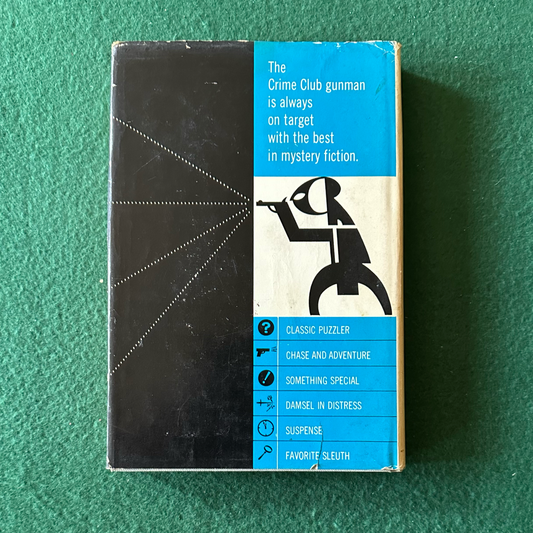 The
Crime Club gunman
is always
on target
with the best
in mystery fiction.
?
CLASSIC PUZZLER
CHASE AND ADVENTURE
!
SOMETHING SPECIAL
DAMSEL IN DISTRESS
SUSPENSE
FAVORITE SLEUTH